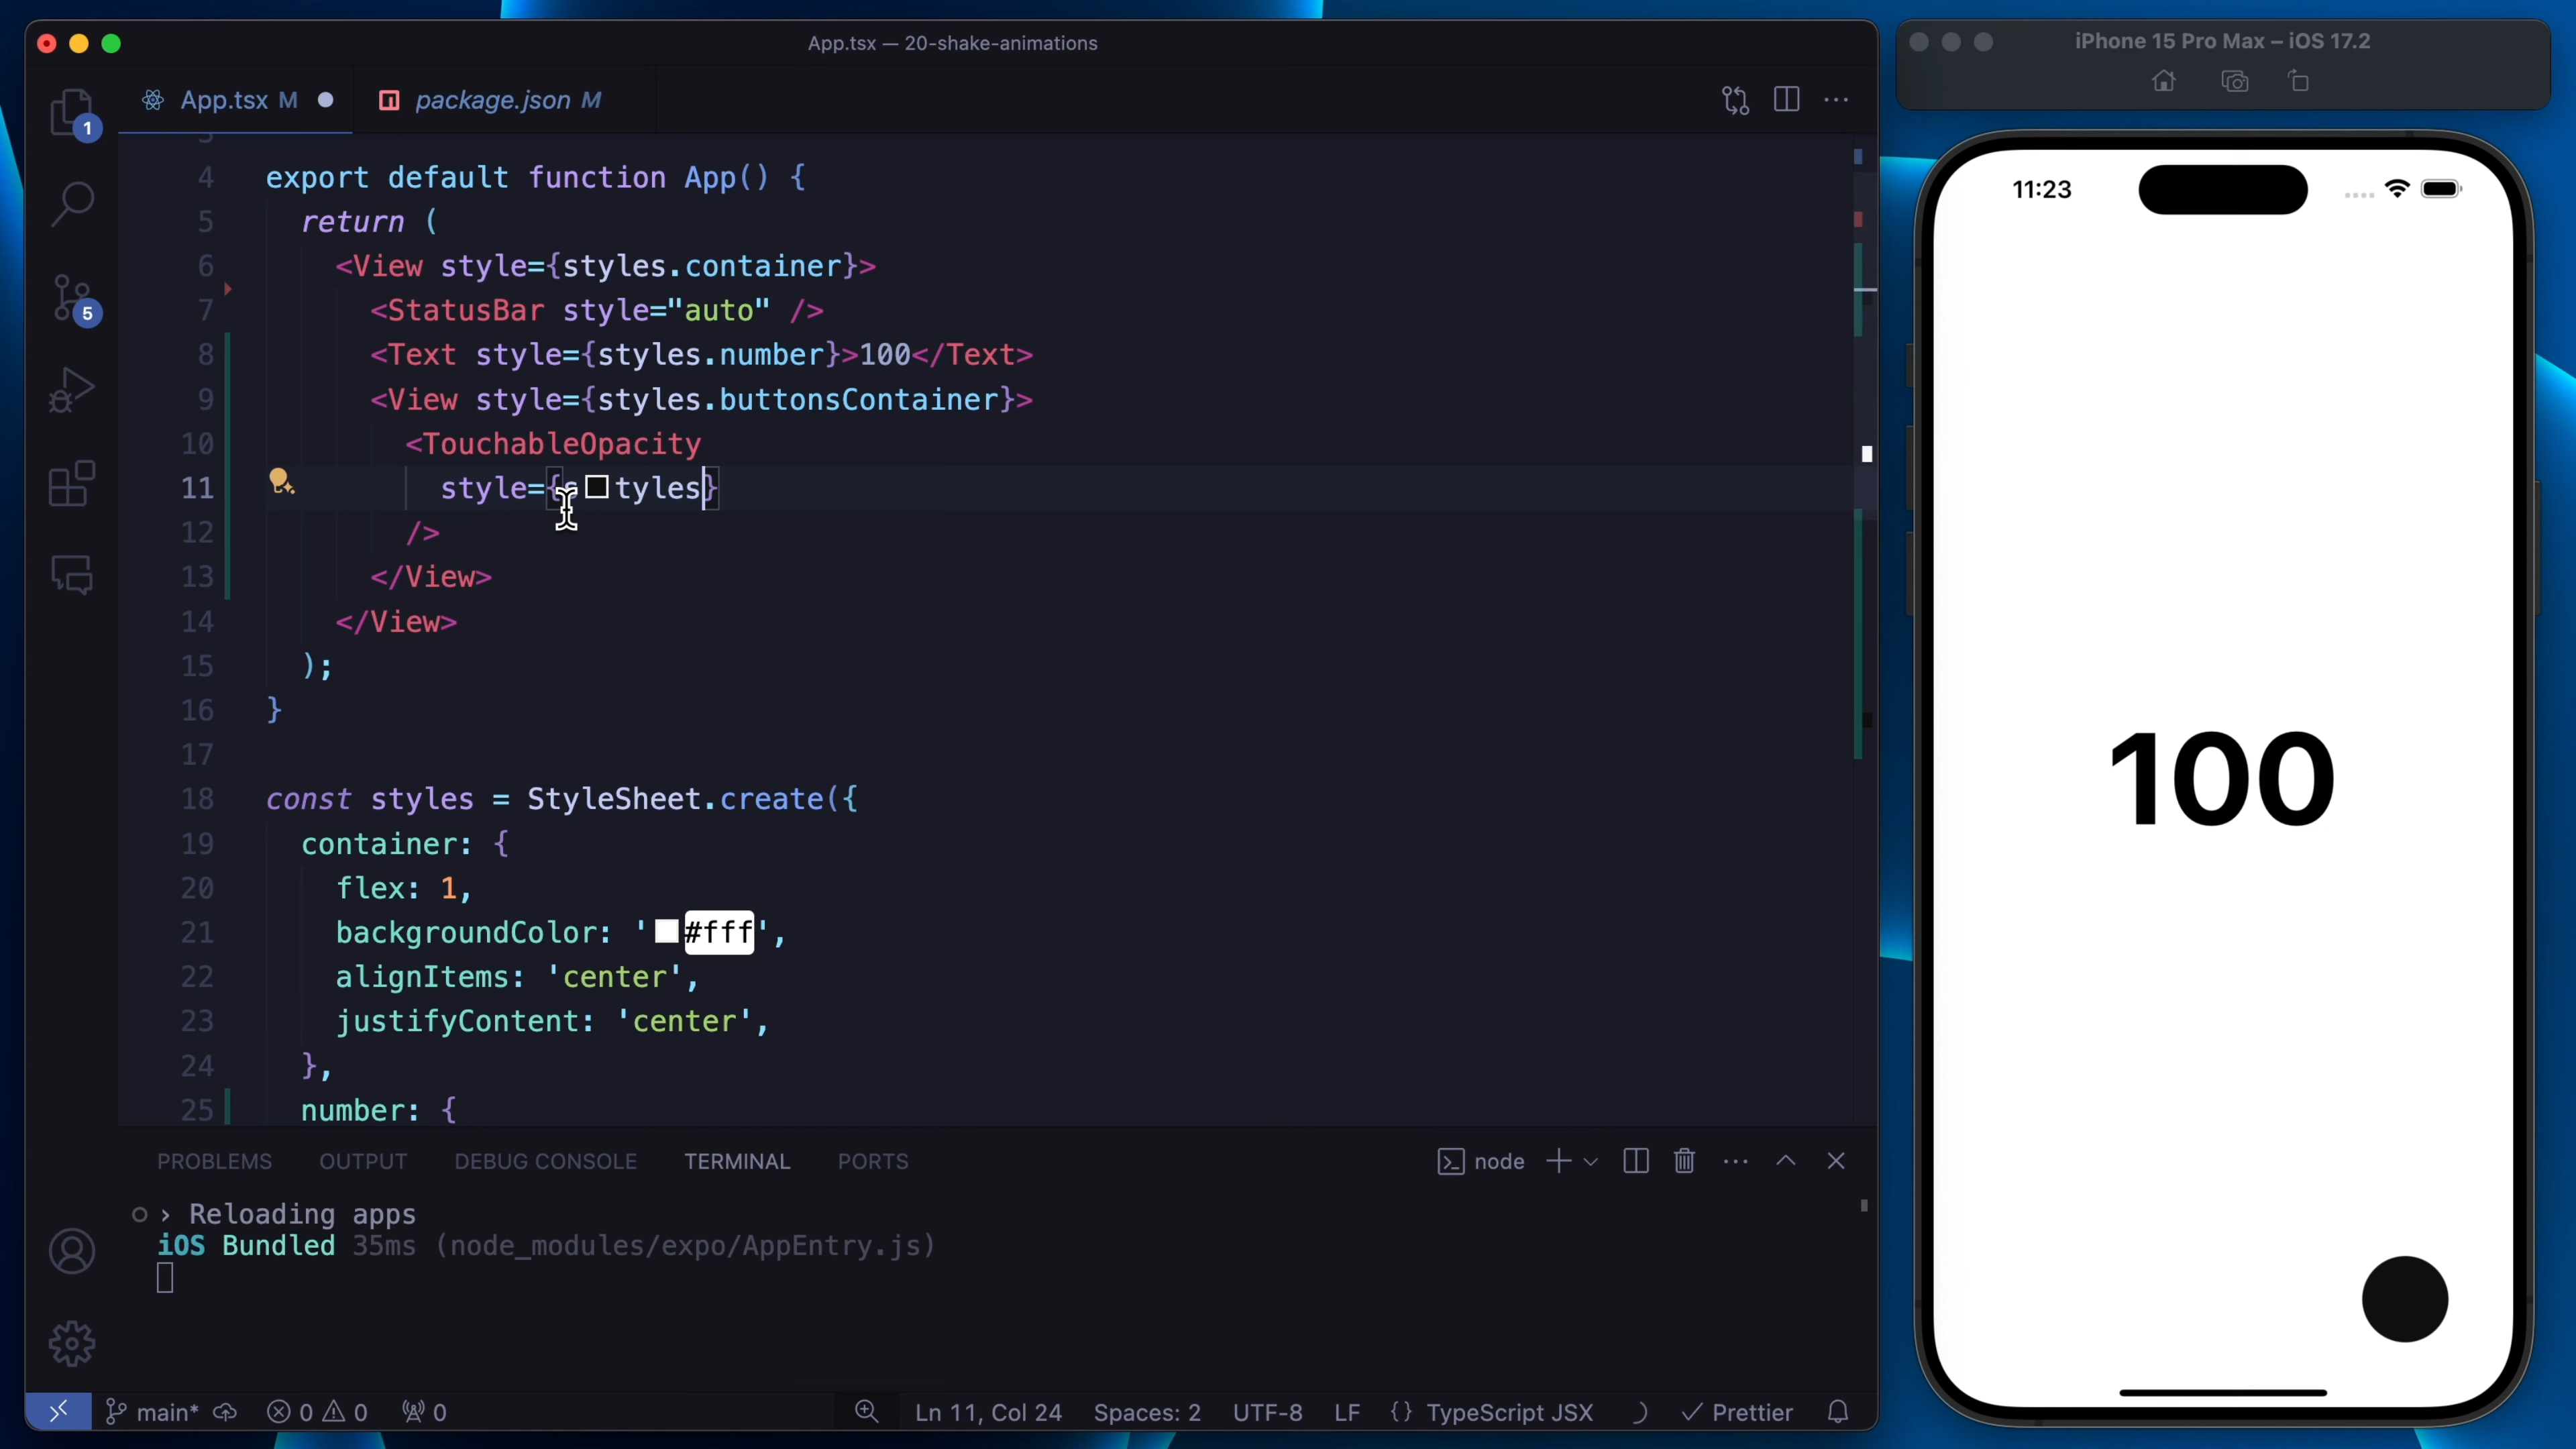 App.tsx — 20-shake-animations
App.tsx M
package.json M
1
5
4 export default function App() {
5 return (
6 <View style={styles.container}>
7 <StatusBar style="auto" />
8 <Text style={styles.number}>100</Text>
9 <View style={styles.buttonsContainer}>
10 <TouchableOpacity
11 style={styles}
12 />
13 </View>
14 </View>
15 );
16 }
17
18 const styles = StyleSheet.create({
19 container: {
20 flex: 1,
21 backgroundColor: '#fff',
22 alignItems: 'center',
23 justifyContent: 'center',
24 },
25 number: {
PROBLEMS OUTPUT DEBUG CONSOLE TERMINAL PORTS
node
› Reloading apps
iOS Bundled 35ms (node_modules/expo/AppEntry.js)
main* 0 0 0
Ln 11, Col 24 Spaces: 2 UTF-8 LF {} TypeScript JSX Prettier
iPhone 15 Pro Max – iOS 17.2
11:23
100